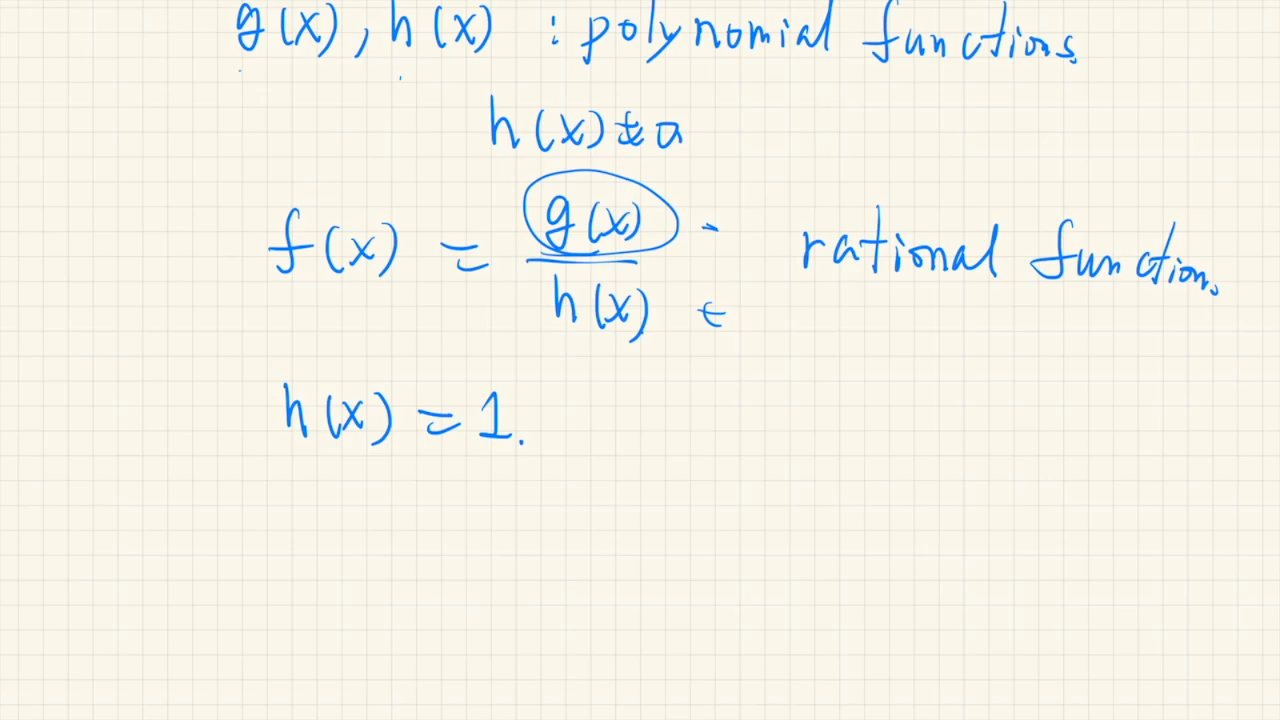 g(x), h(x) : polynomial functions.
h(x) ≠ 0
f(x) = g(x)/h(x) rational function.
h(x) = 1.